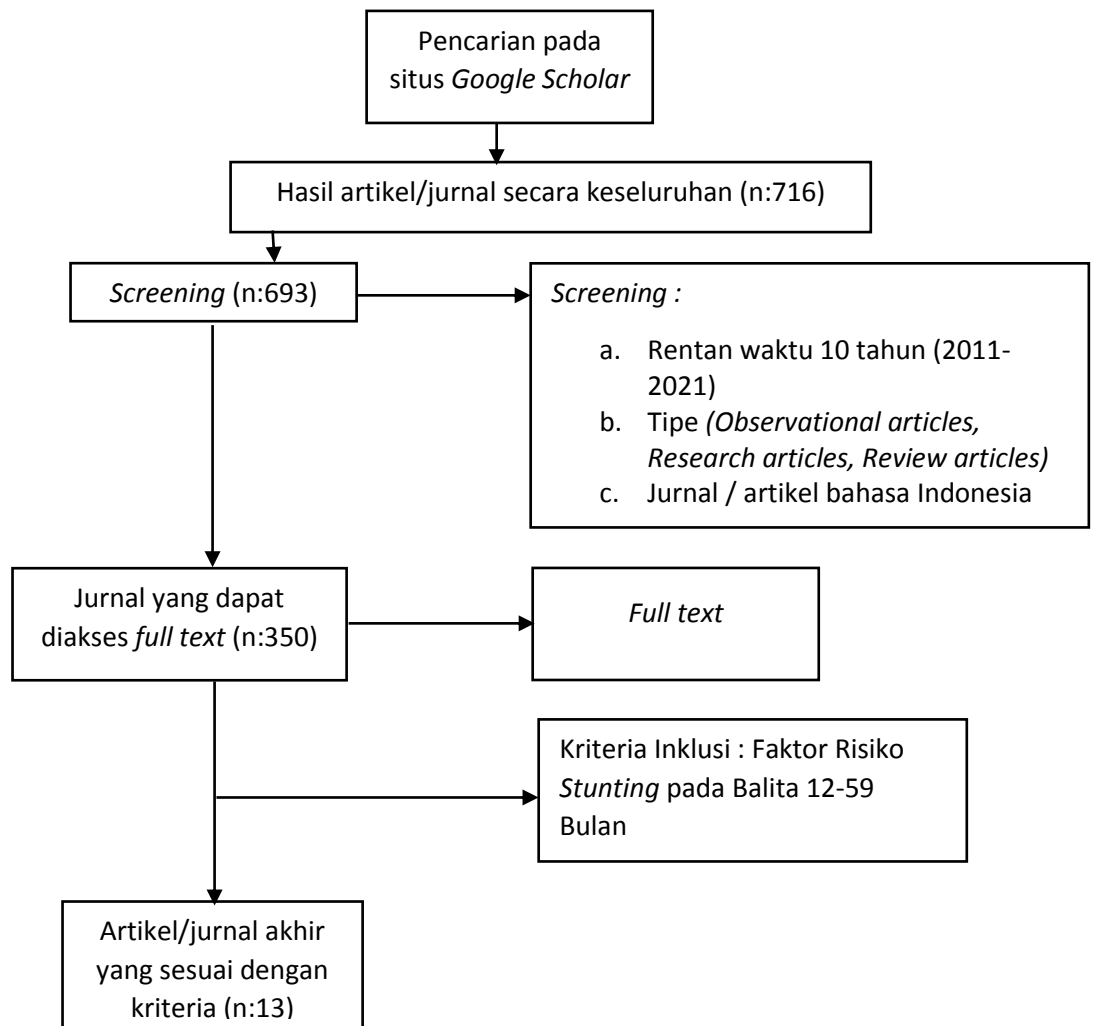 Pencarian pada
situs Google Scholar
Hasil artikel/jurnal secara keseluruhan (n:716)
Screening (n:693)
Screening :
a. Rentan waktu 10 tahun (2011-
2021)
b. Tipe (Observational articles,
Research articles, Review articles)
c. Jurnal / artikel bahasa Indonesia
Jurnal yang dapat
diakses full text (n:350)
Full text
Kriteria Inklusi : Faktor Risiko
Stunting pada Balita 12-59
Bulan
Artikel/jurnal akhir
yang sesuai dengan
kriteria (n:13)